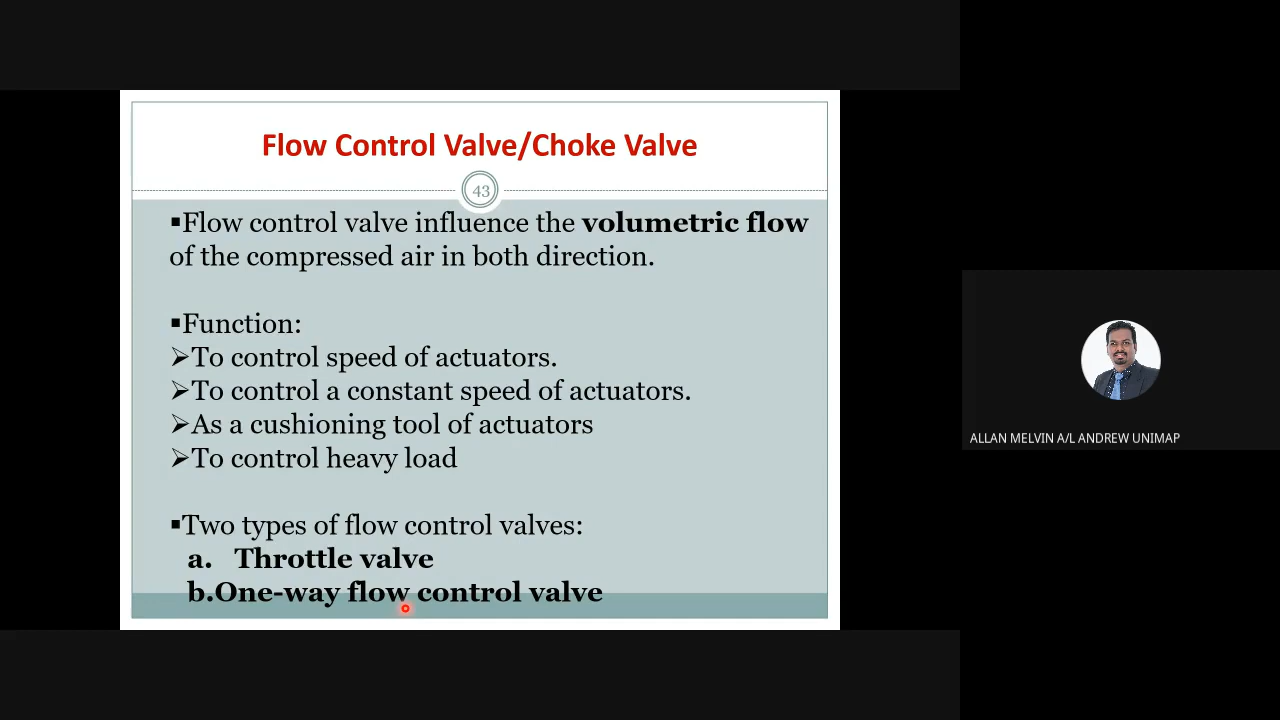 Flow Control Valve/Choke Valve
43
▪Flow control valve influence the volumetric flow
of the compressed air in both direction.
▪Function:
➢To control speed of actuators.
➢To control a constant speed of actuators.
➢As a cushioning tool of actuators
➢To control heavy load
▪Two types of flow control valves:
a. Throttle valve
b.One-way flow control valve
ALLAN MELVIN A/L ANDREW UNIMAP